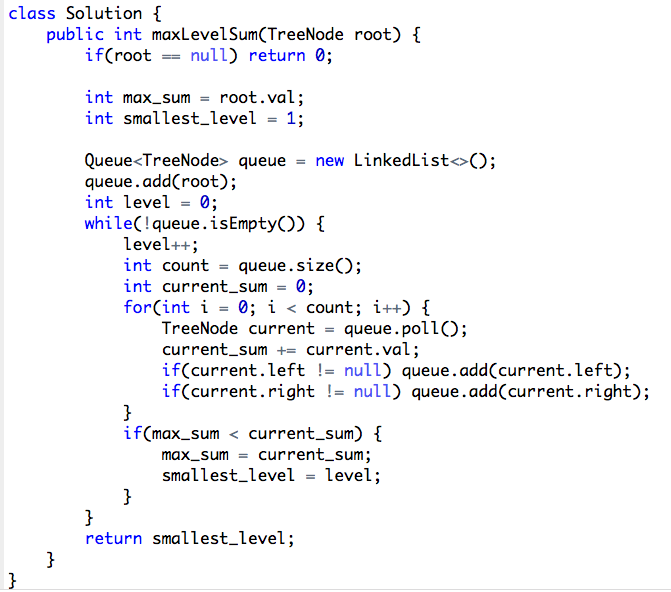 class Solution {
    public int maxLevelSum(TreeNode root) {
        if(root == null) return 0;

        int max_sum = root.val;
        int smallest_level = 1;

        Queue<TreeNode> queue = new LinkedList<>();
        queue.add(root);
        int level = 0;
        while(!queue.isEmpty()) {
            level++;
            int count = queue.size();
            int current_sum = 0;
            for(int i = 0; i < count; i++) {
                TreeNode current = queue.poll();
                current_sum += current.val;
                if(current.left != null) queue.add(current.left);
                if(current.right != null) queue.add(current.right);
            }
            if(max_sum < current_sum) {
                max_sum = current_sum;
                smallest_level = level;
            }
        }
        return smallest_level;
    }
}